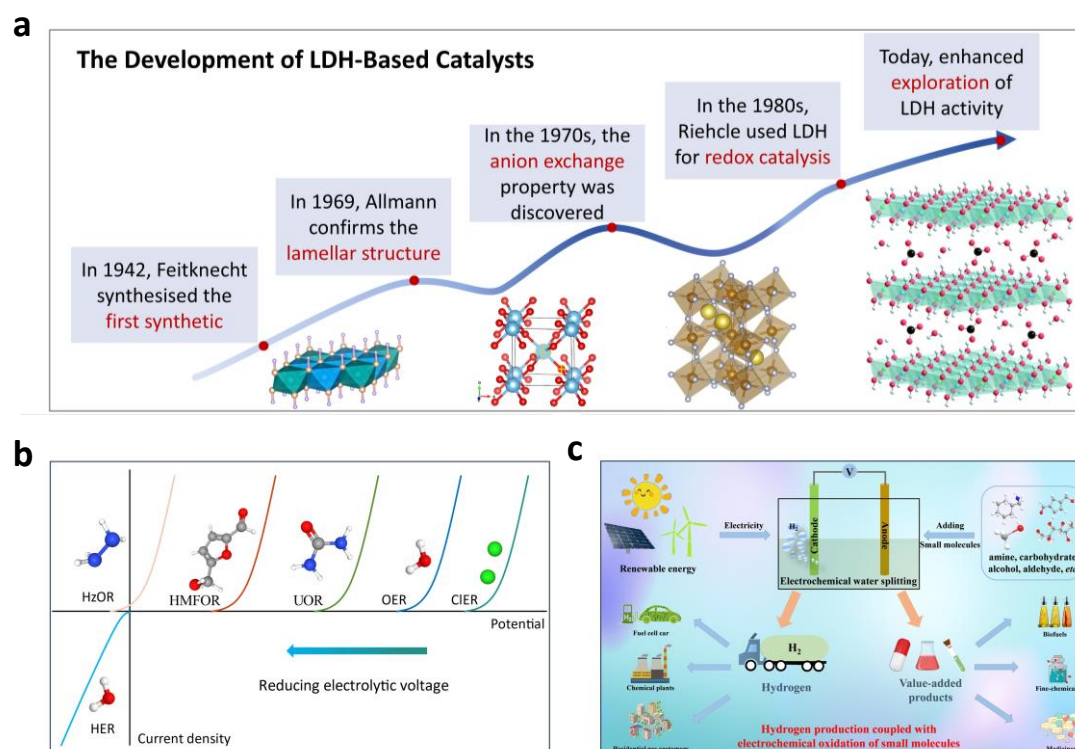 a
The Development of LDH-Based Catalysts
In 1942, Feitknecht
synthesised the
first synthetic
In 1969, Allmann
confirms the
lamellar structure
In the 1970s, the
anion exchange
property was
discovered
In the 1980s,
Riehcle used LDH
for redox catalysis
Today, enhanced
exploration of
LDH activity
b
HzOR
HMFOR
UOR
OER
ClER
Potential
Reducing electrolytic voltage
HER
Current density
c
V
Electricity
H2
Cathode
Anode
Adding
Small molecules
Renewable energy
Electrochemical water splitting
amine, carbohydrate
alcohol, aldehyde, etc
Fuel cell car
H2
Biofuels
Chemical plants
Hydrogen
Value-added
products
Fine-chemical
Hydrogen production coupled with
electrochemical oxidation of small molecules